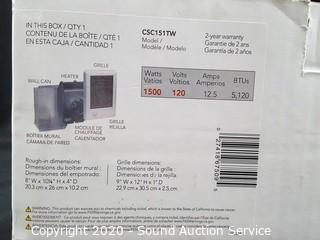 IN THIS BOX / QTY 1
CONTENU DE LA BOÎTE / QTÉ 1
EN ESTA CAJA / CANTIDAD 1
CSC151TW
Model /
Modèle / Modelo
2-year warranty
Garantie de 2 ans
Garantía de 2 años
GRILLE
HEATER
WALL CAN
Watts Volts Amps BTUs
Vatios Voltios Amperios
1500 120 12.5 5,120
GRILLE
REJILLA
MODULE DE
CHAUFFAGE
CALENTADOR
BOÎTIER MURAL
CÁMARA DE PARED
Rough-in dimensions:
Dimensions du boîtier mural:
Dimensiones del empotrado:
8" W x 10¼" H x 4" D
20.3 cm x 26 cm x 10.2 cm
Grille dimensions:
Dimensions de la grille:
Dimensiones de la rejilla:
9" W x 12" H x 1" D
22.9 cm x 30.5 cm x 2.5 cm
Copyright 2020 - Sound Auction Service